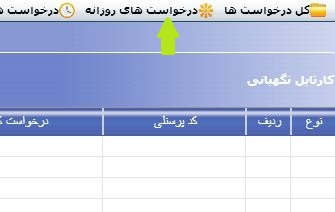 کل درخواست ها درخواست های روزانه درخواست ه
کارتابل نگهبانی
نوع ردیف کد پرسنلی درخواست ک